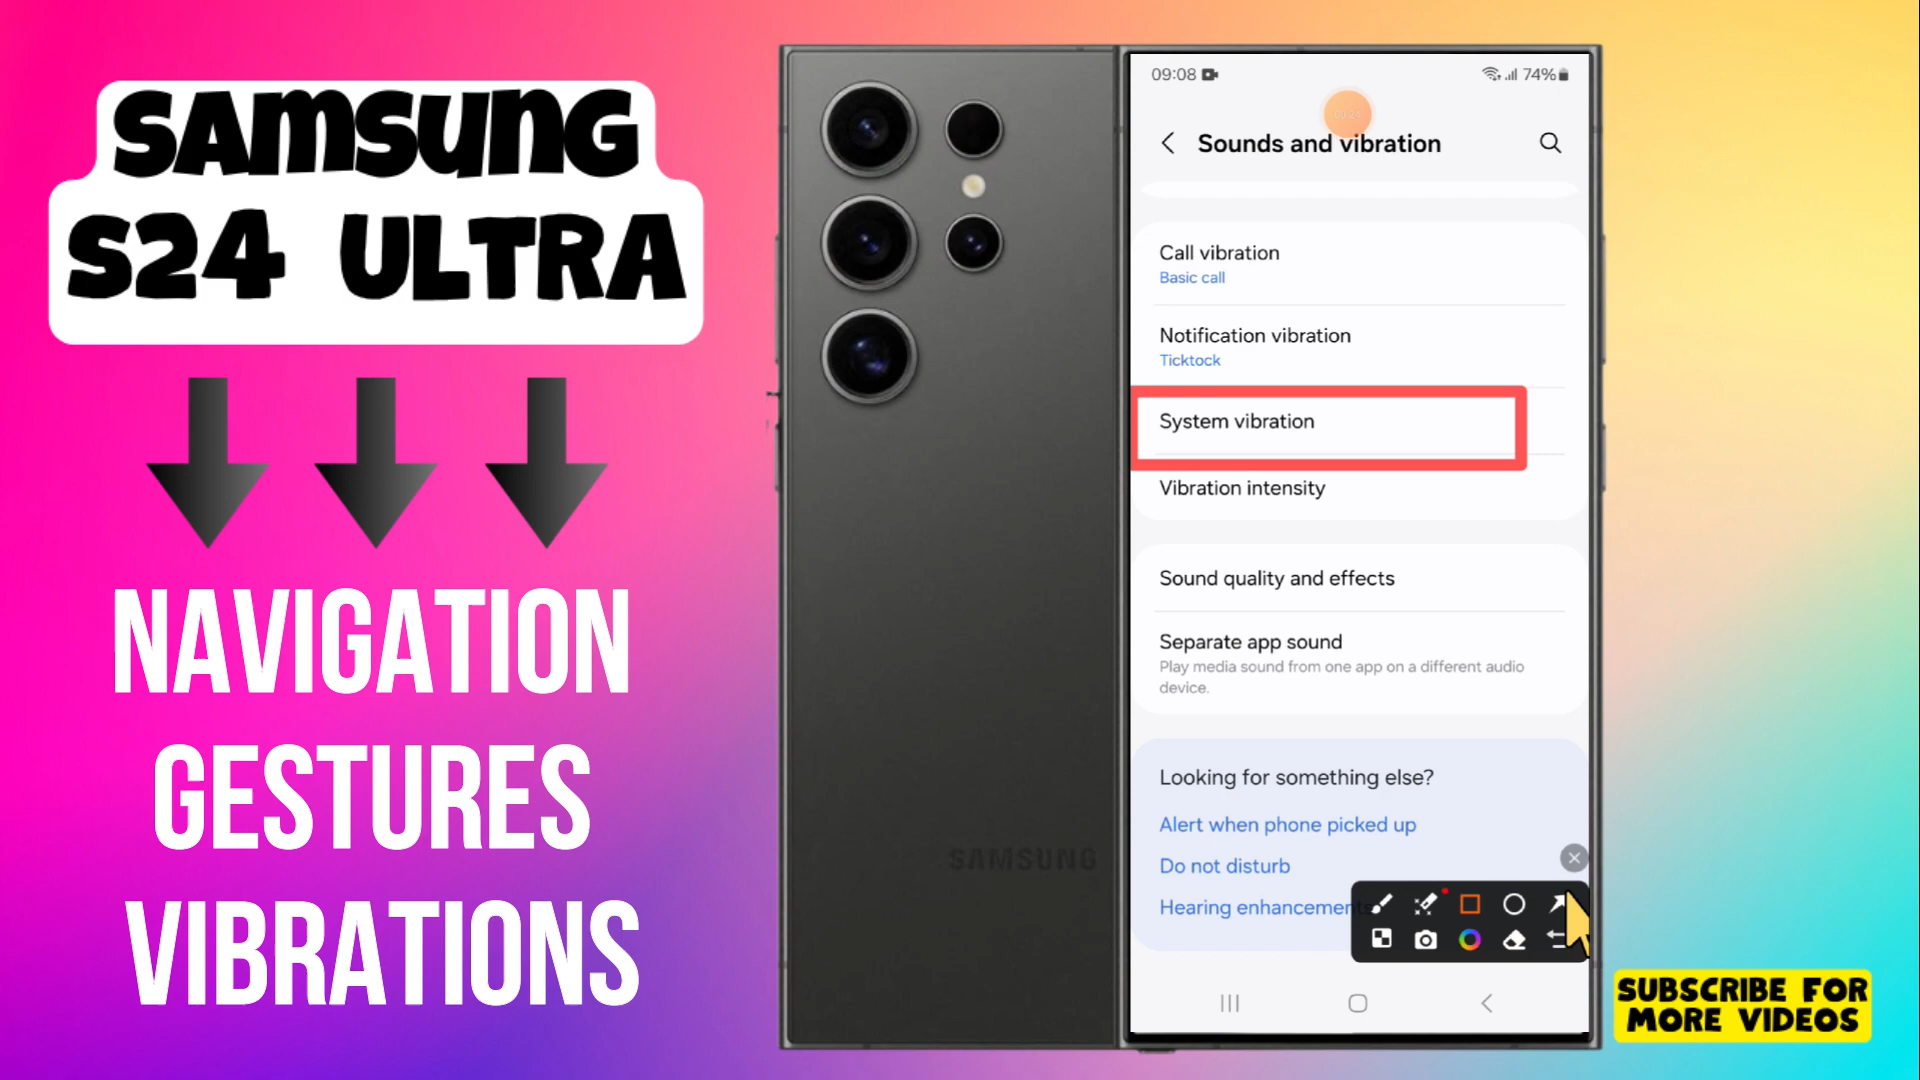 SAMSUNG
S24 ULTRA
NAVIGATION
GESTURES
VIBRATIONS
SAMSUNG
09:08
74%
Sounds and vibration
Call vibration
Basic call
Notification vibration
Ticktock
System vibration
Vibration intensity
Sound quality and effects
Separate app sound
Play media sound from one app on a different audio
device.
Looking for something else?
Alert when phone picked up
Do not disturb
Hearing enhancements
SUBSCRIBE FOR
MORE VIDEOS